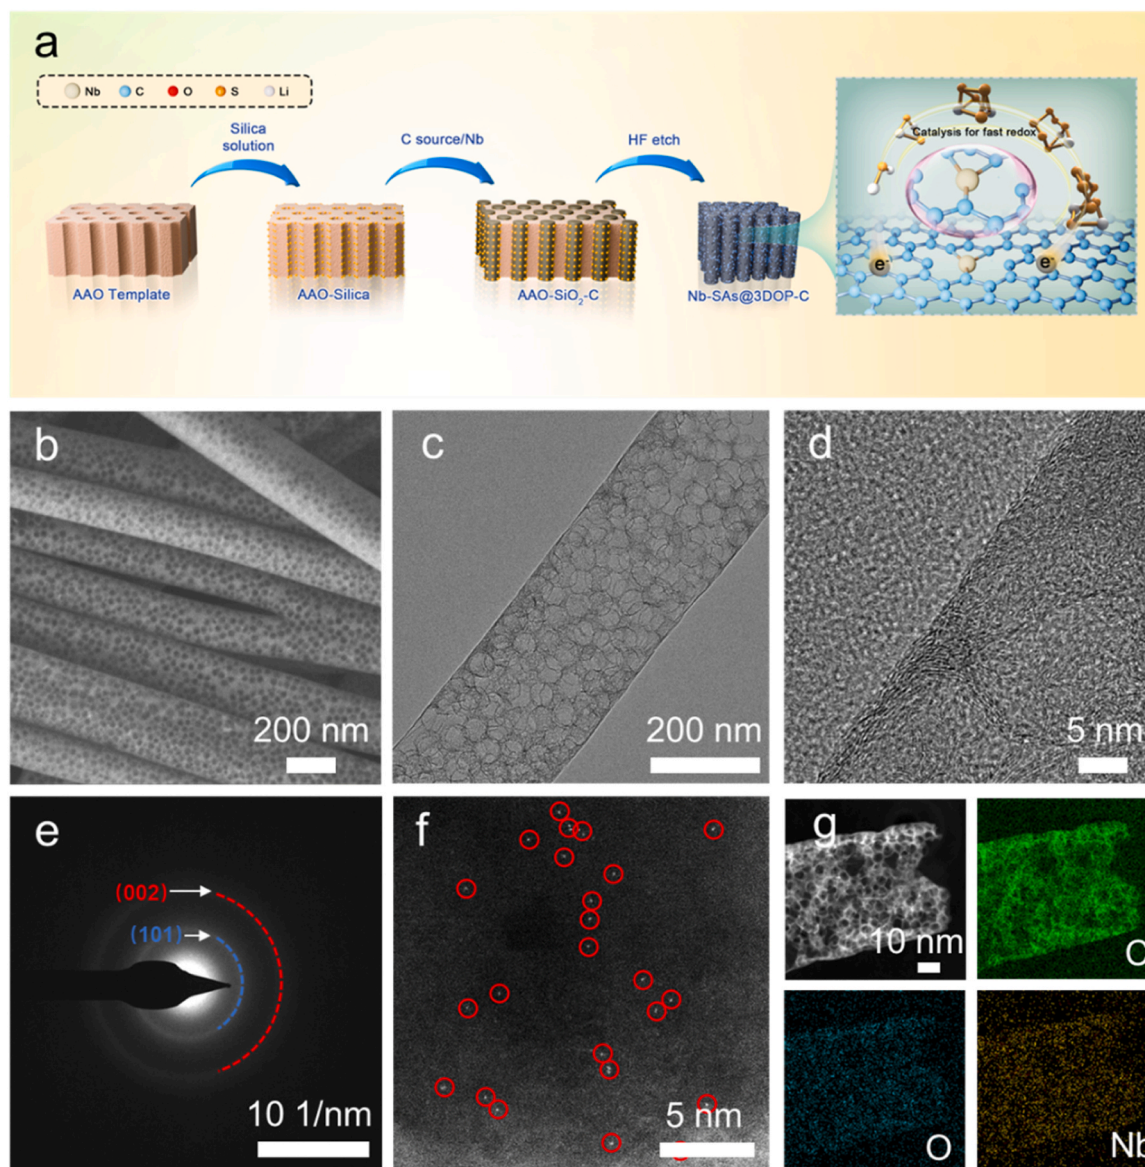 a
Nb C O S Li
Silica
solution
C source/Nb
HF etch
Catalysis for fast redox
e-
e-
AAO Template
AAO-Silica
AAO-SiO2-C
Nb-SAs@3DOP-C
b
200 nm
c
200 nm
d
5 nm
e
(002)
(101)
10 1/nm
f
5 nm
g
10 nm
C
O
Nb